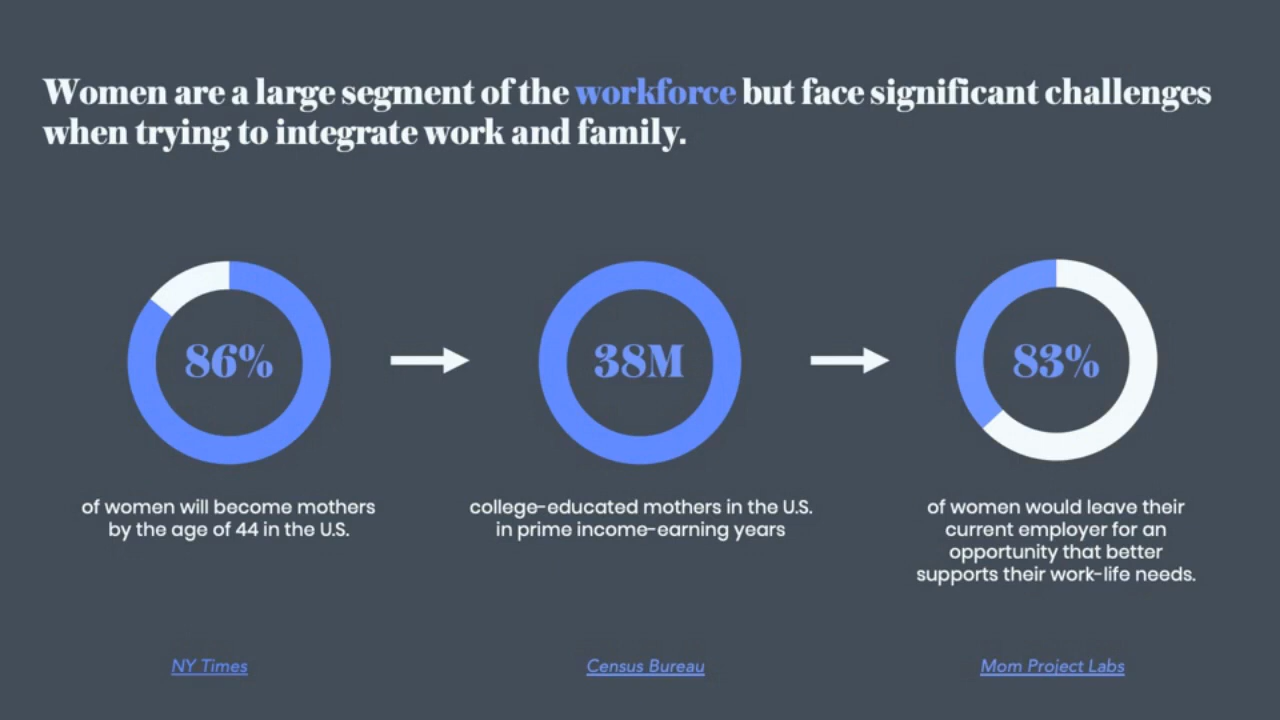 Women are a large segment of the workforce but face significant challenges
when trying to integrate work and family.
86%
38M
83%
of women will become mothers
by the age of 44 in the U.S.
college-educated mothers in the U.S.
in prime income-earning years
of women would leave their
current employer for an
opportunity that better
supports their work-life needs.
NY Times
Census Bureau
Mom Project Labs